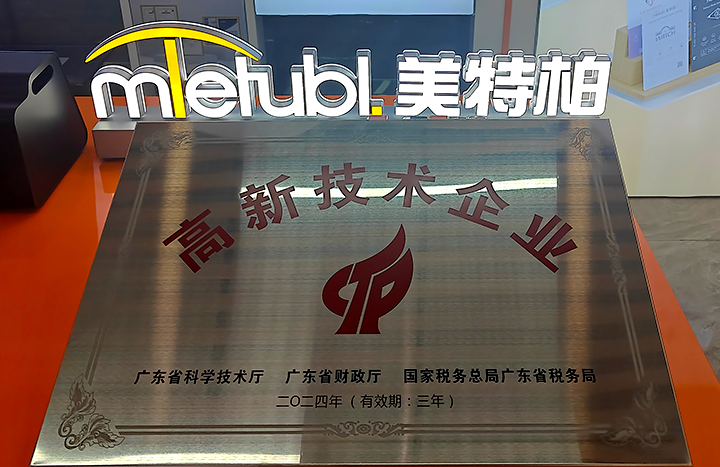 mTetubl.美特柏
高新技术企业
广东省科学技术厅 广东省财政厅 国家税务总局广东省税务局
二〇二四年（有效期：三年）